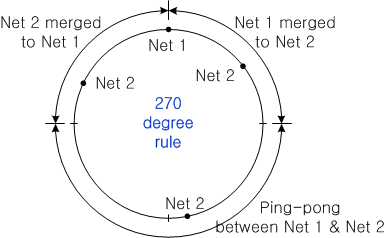 Net 2 merged
to Net 1
Net 1 merged
to Net 2
Net 1
Net 2
Net 2
270
degree
rule
Net 2
Ping-pong
between Net 1 & Net 2